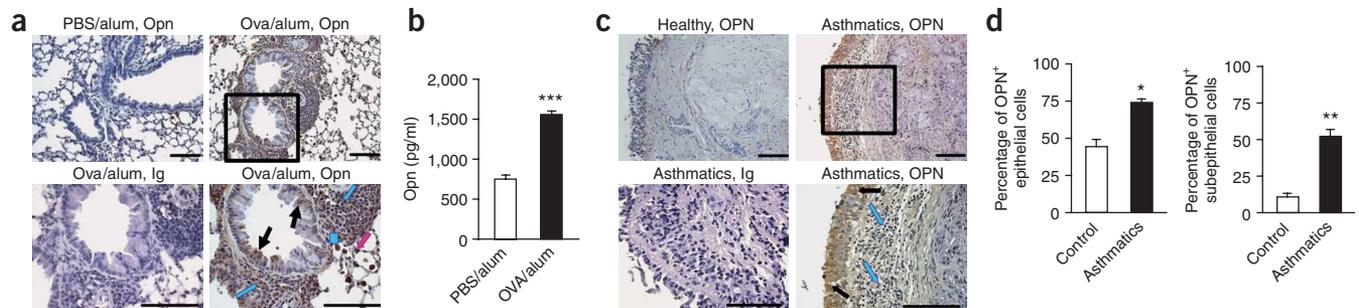 a
PBS/alum, Opn
Ova/alum, Opn
Ova/alum, Ig
Ova/alum, Opn
b
Opn (pg/ml)
2,000
1,500
1,000
500
0
***
PBS/alum
OVA/alum
c
Healthy, OPN
Asthmatics, OPN
Asthmatics, Ig
Asthmatics, OPN
d
Percentage of OPN+
epithelial cells
100
75
50
25
0
*
Control
Asthmatics
Percentage of OPN+
subepithelial cells
100
75
50
25
0
**
Control
Asthmatics